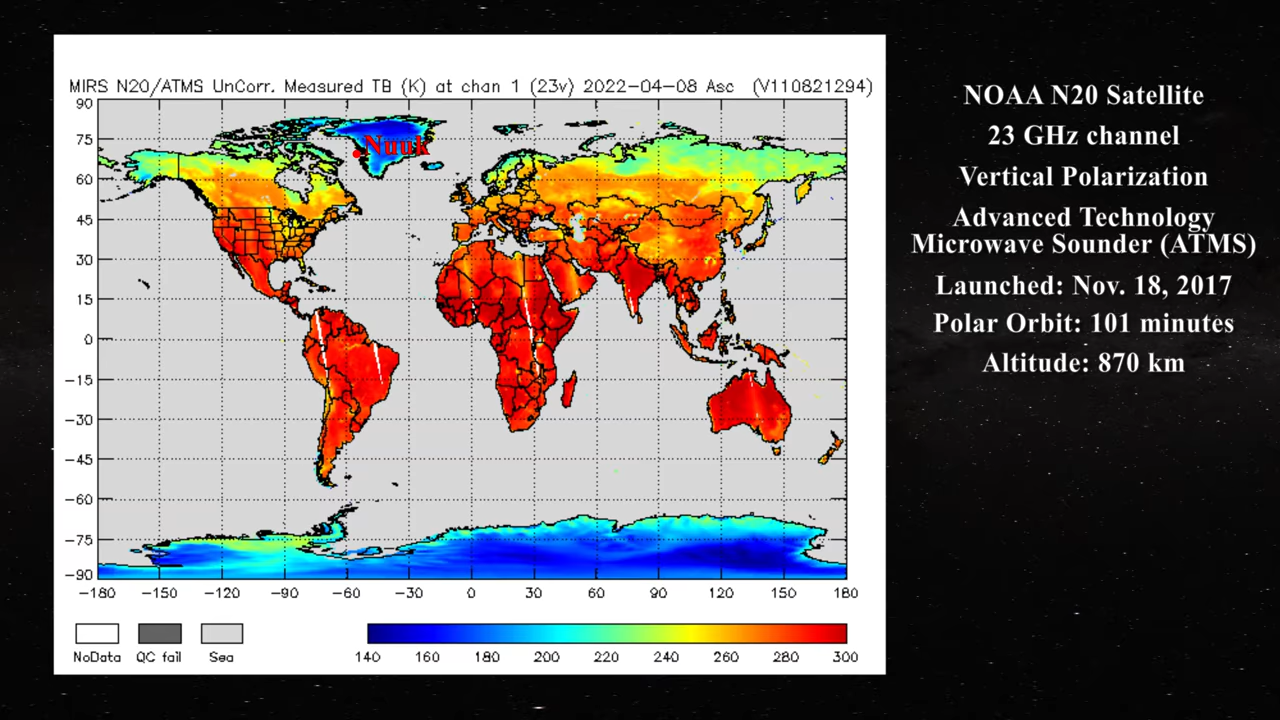 MIRS N20/ATMS UnCorr. Measured TB (K) at chan 1 (23v) 2022-04-08 Asc (V110821294)
90
75
60
45
30
15
0
-15
-30
-45
-60
-75
-90
Nuuk
-180 -150 -120 -90 -60 -30 0 30 60 90 120 150 180
NoData QC fail Sea
140 160 180 200 220 240 260 280 300
NOAA N20 Satellite
23 GHz channel
Vertical Polarization
Advanced Technology
Microwave Sounder (ATMS)
Launched: Nov. 18, 2017
Polar Orbit: 101 minutes
Altitude: 870 km